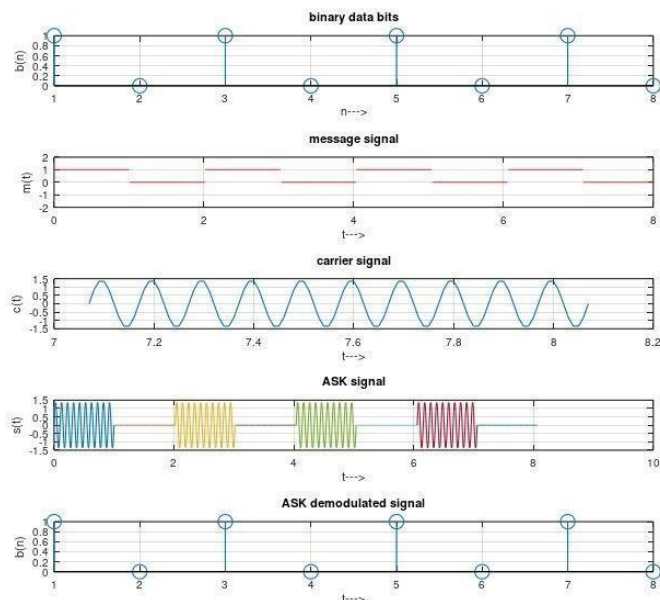 binary data bits
b(n)
1
0.8
0.6
0.4
0.2
0
1 2 3 4 5 6 7 8
n--->
message signal
m(t)
2
1
0
-1
-2
0 2 4 6 8
t--->
carrier signal
c(t)
1.5
1
0.5
0
-0.5
-1
-1.5
7 7.2 7.4 7.6 7.8 8 8.2
t--->
ASK signal
s(t)
1.5
1
0.5
0
-0.5
-1
-1.5
0 2 4 6 8 10
t--->
ASK demodulated signal
b(n)
1
0.8
0.6
0.4
0.2
0
1 2 3 4 5 6 7 8
t--->